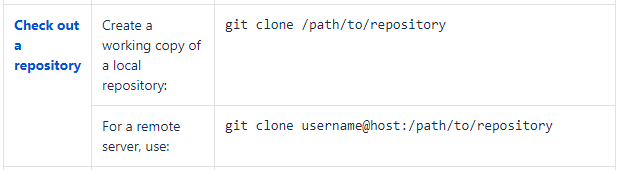 Check out
a
repository
Create a
working copy of
a local
repository:
git clone /path/to/repository
For a remote
server, use:
git clone username@host:/path/to/repository